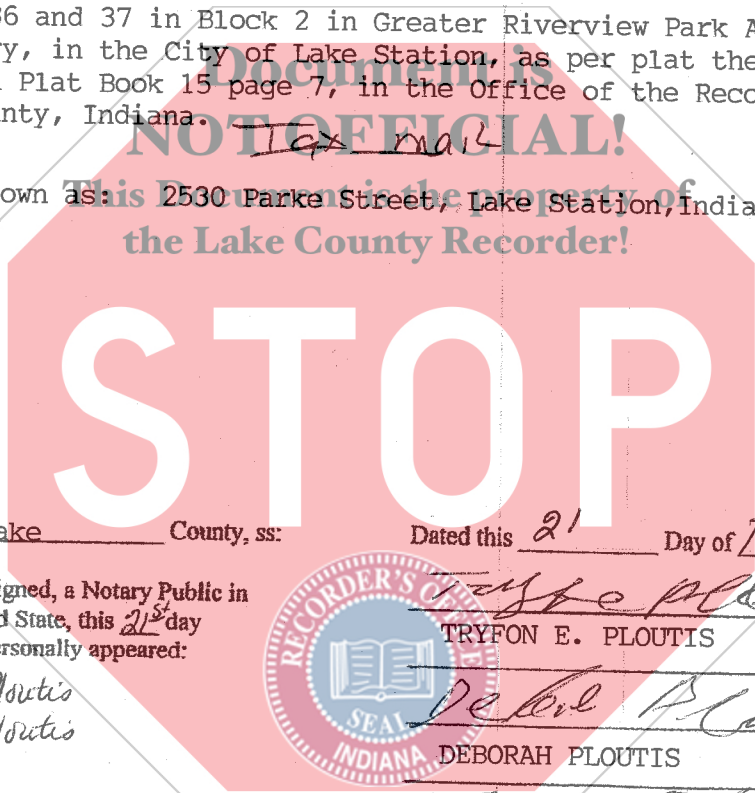 36 and 37 in Block 2 in Greater Riverview Park A
ry, in the City of Lake Station, as per plat the
Plat Book 15 page 7, in the Office of the Reco
nty, Indiana.
Tax mail
Document is
NOT OFFICIAL!
This Document is the property of
the Lake County Recorder!
own as: 2530 Parke Street, Lake Station, India
STOP
ake County, ss:
Dated this 21 Day of
igned, a Notary Public in
d State, this 21st day
ersonally appeared:
loutis
loutis
TRYFON E. PLOUTIS
DEBORAH PLOUTIS
RECORDER'S OFFICE
SEAL
INDIANA